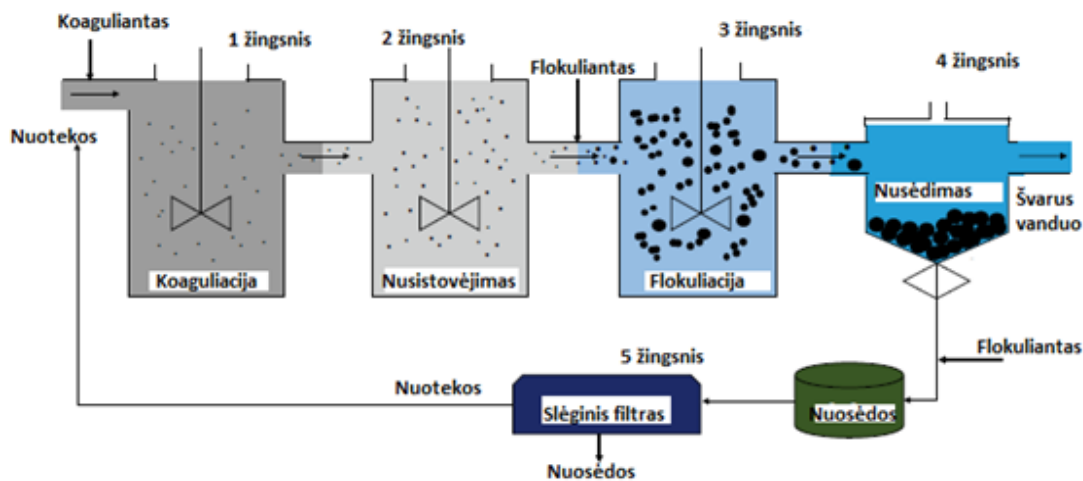 Koaguliantas
1 žingsnis
2 žingsnis
3 žingsnis
4 žingsnis
Flokuliantas
Nuotekos
Nusėdimas
Švarus
vanduo
Koaguliacija
Nusistovėjimas
Flokuliacija
Flokuliantas
5 žingsnis
Nuotekos
Slėginis filtras
Nuosėdos
Nuosėdos